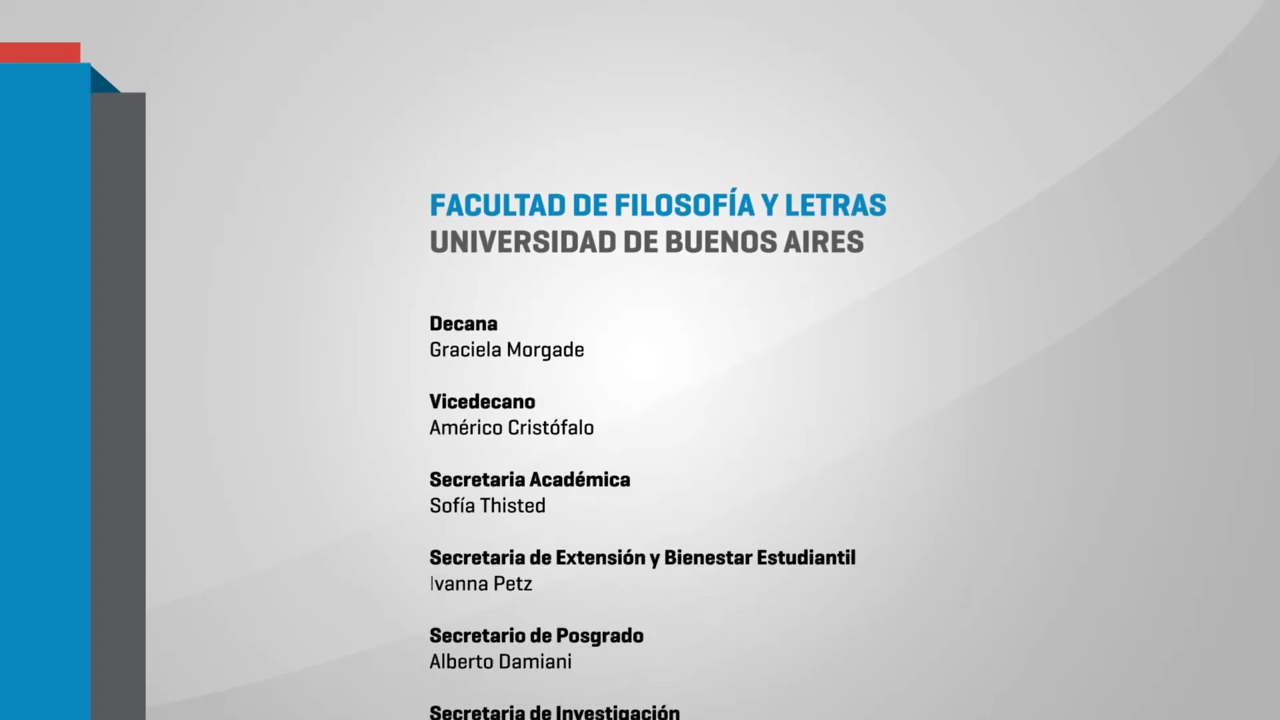 FACULTAD DE FILOSOFÍA Y LETRAS
UNIVERSIDAD DE BUENOS AIRES
Decana
Graciela Morgade
Vicedecano
Américo Cristófalo
Secretaria Académica
Sofía Thisted
Secretaria de Extensión y Bienestar Estudiantil
Ivanna Petz
Secretario de Posgrado
Alberto Damiani
Secretaria de Investigación